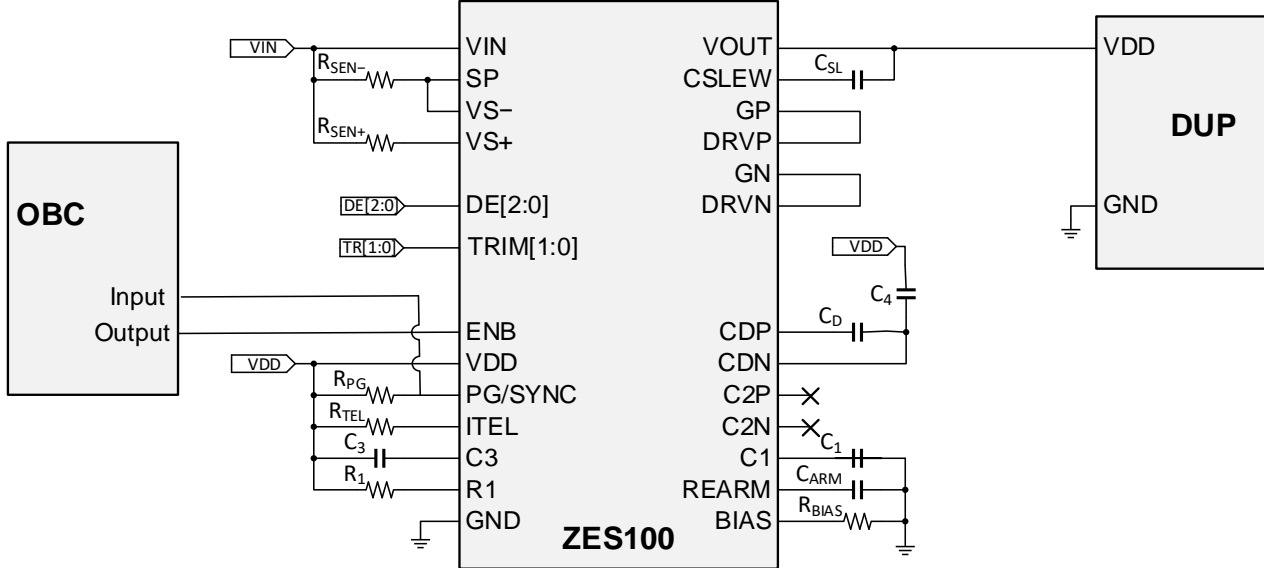 VIN
R_SEN−
R_SEN+
VIN
SP
VS−
VS+
DE[2:0]
DE[2:0]
TR[1:0]
TRIM[1:0]
OBC
Input
Output
ENB
VDD
VDD
R_PG
PG/SYNC
R_TEL
ITEL
C_3
C3
R_1
R1
GND
ZES100
VOUT
CSLEW
C_SL
GP
DRVP
GN
DRVN
VDD
C_4
CDP
C_D
CDN
C2P
C2N
C1
C_1
REARM
C_ARM
BIAS
R_BIAS
VDD
DUP
GND